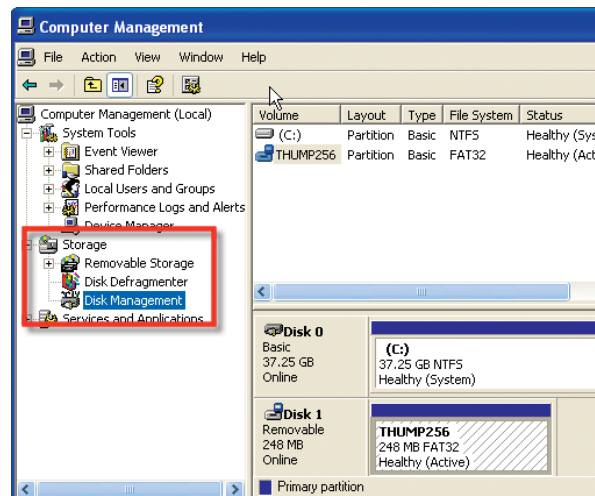 Computer Management
File Action View Window Help
Computer Management (Local)
System Tools
Event Viewer
Shared Folders
Local Users and Groups
Performance Logs and Alerts
Device Manager
Storage
Removable Storage
Disk Defragmenter
Disk Management
Services and Applications
Volume Layout Type File System Status
(C:) Partition Basic NTFS Healthy (Sys
THUMP256 Partition Basic FAT32 Healthy (Act
Disk 0
Basic
37.25 GB
Online
(C:)
37.25 GB NTFS
Healthy (System)
Disk 1
Removable
248 MB
Online
THUMP256
248 MB FAT32
Healthy (Active)
Primary partition